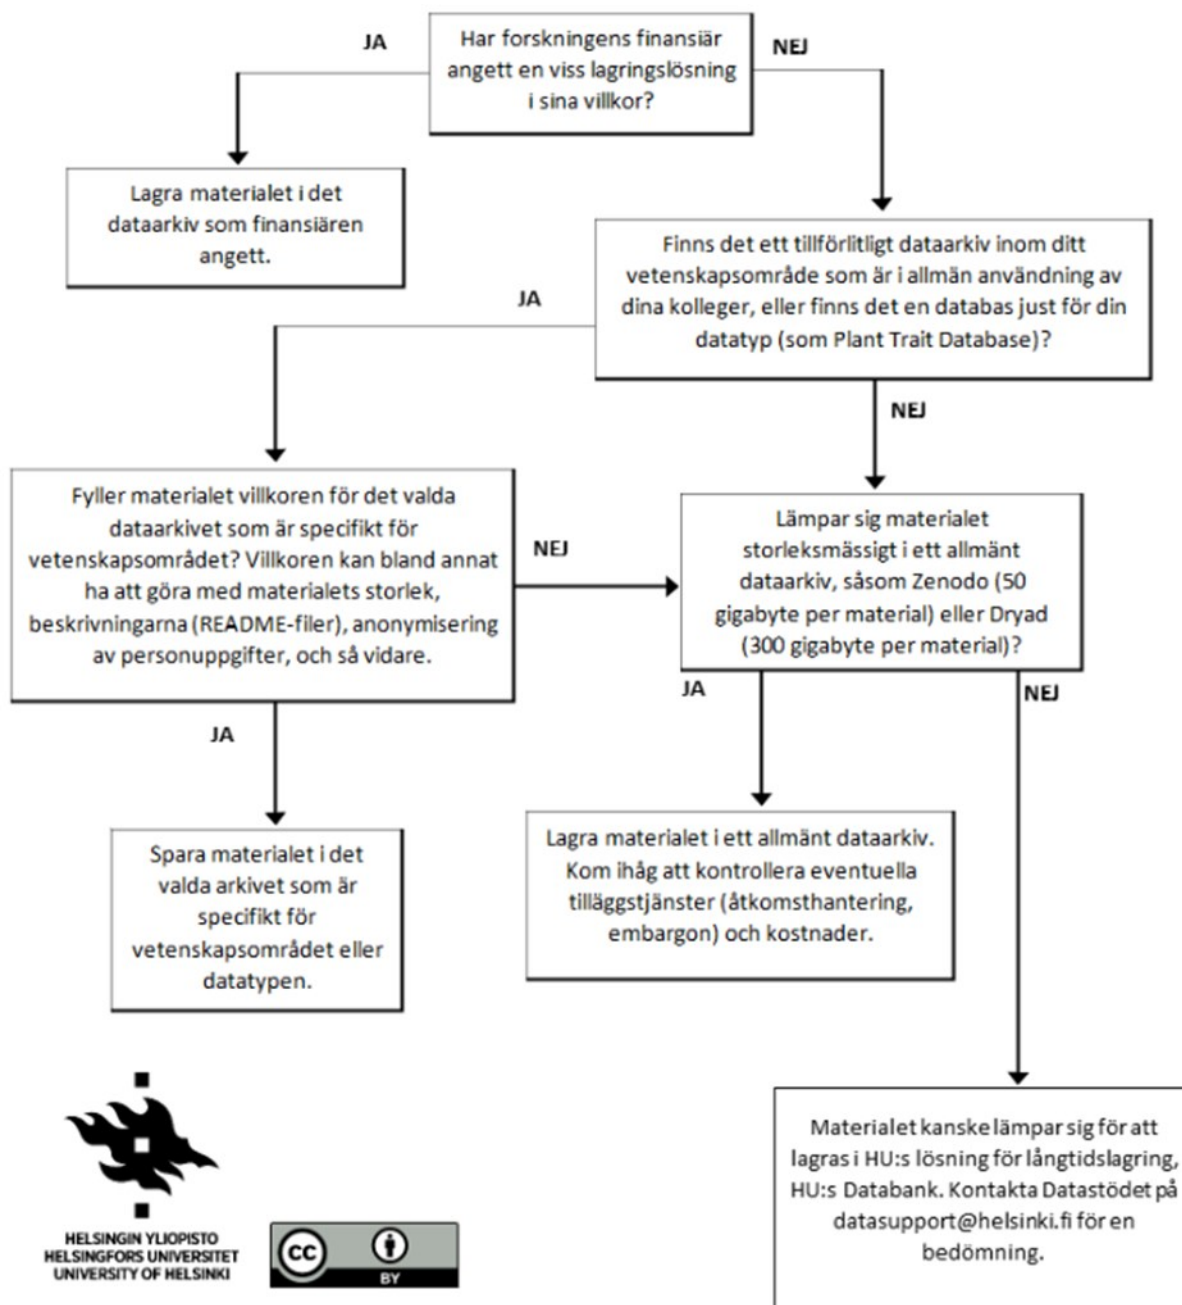 JA
Har forskningens finansiär
angett en viss lagringslösning
i sina villkor?
NEJ
Lagra materialet i det
dataarkiv som finansiären
angett.
Finns det ett tillförlitligt dataarkiv inom ditt
vetenskapsområde som är i allmän användning av
dina kolleger, eller finns det en databas just för din
datatyp (som Plant Trait Database)?
JA
NEJ
Fyller materialet villkoren för det valda
dataarkivet som är specifikt för
vetenskapsområdet? Villkoren kan bland annat
ha att göra med materialets storlek,
beskrivningarna (README-filer), anonymisering
av personuppgifter, och så vidare.
NEJ
Lämpar sig materialet
storleksmässigt i ett allmänt
dataarkiv, såsom Zenodo (50
gigabyte per material) eller Dryad
(300 gigabyte per material)?
JA
JA
NEJ
Spara materialet i det
valda arkivet som är
specifikt för
vetenskapsområdet eller
datatypen.
Lagra materialet i ett allmänt dataarkiv.
Kom ihåg att kontrollera eventuella
tilläggstjänster (åtkomsthantering,
embargon) och kostnader.
Materialet kanske lämpar sig för att
lagras i HU:s lösning för långtidslagring,
HU:s Databank. Kontakta Datastödet på
datasupport@helsinki.fi för en
bedömning.
HELSINGIN YLIOPISTO
HELSINGFORS UNIVERSITET
UNIVERSITY OF HELSINKI
CC
BY